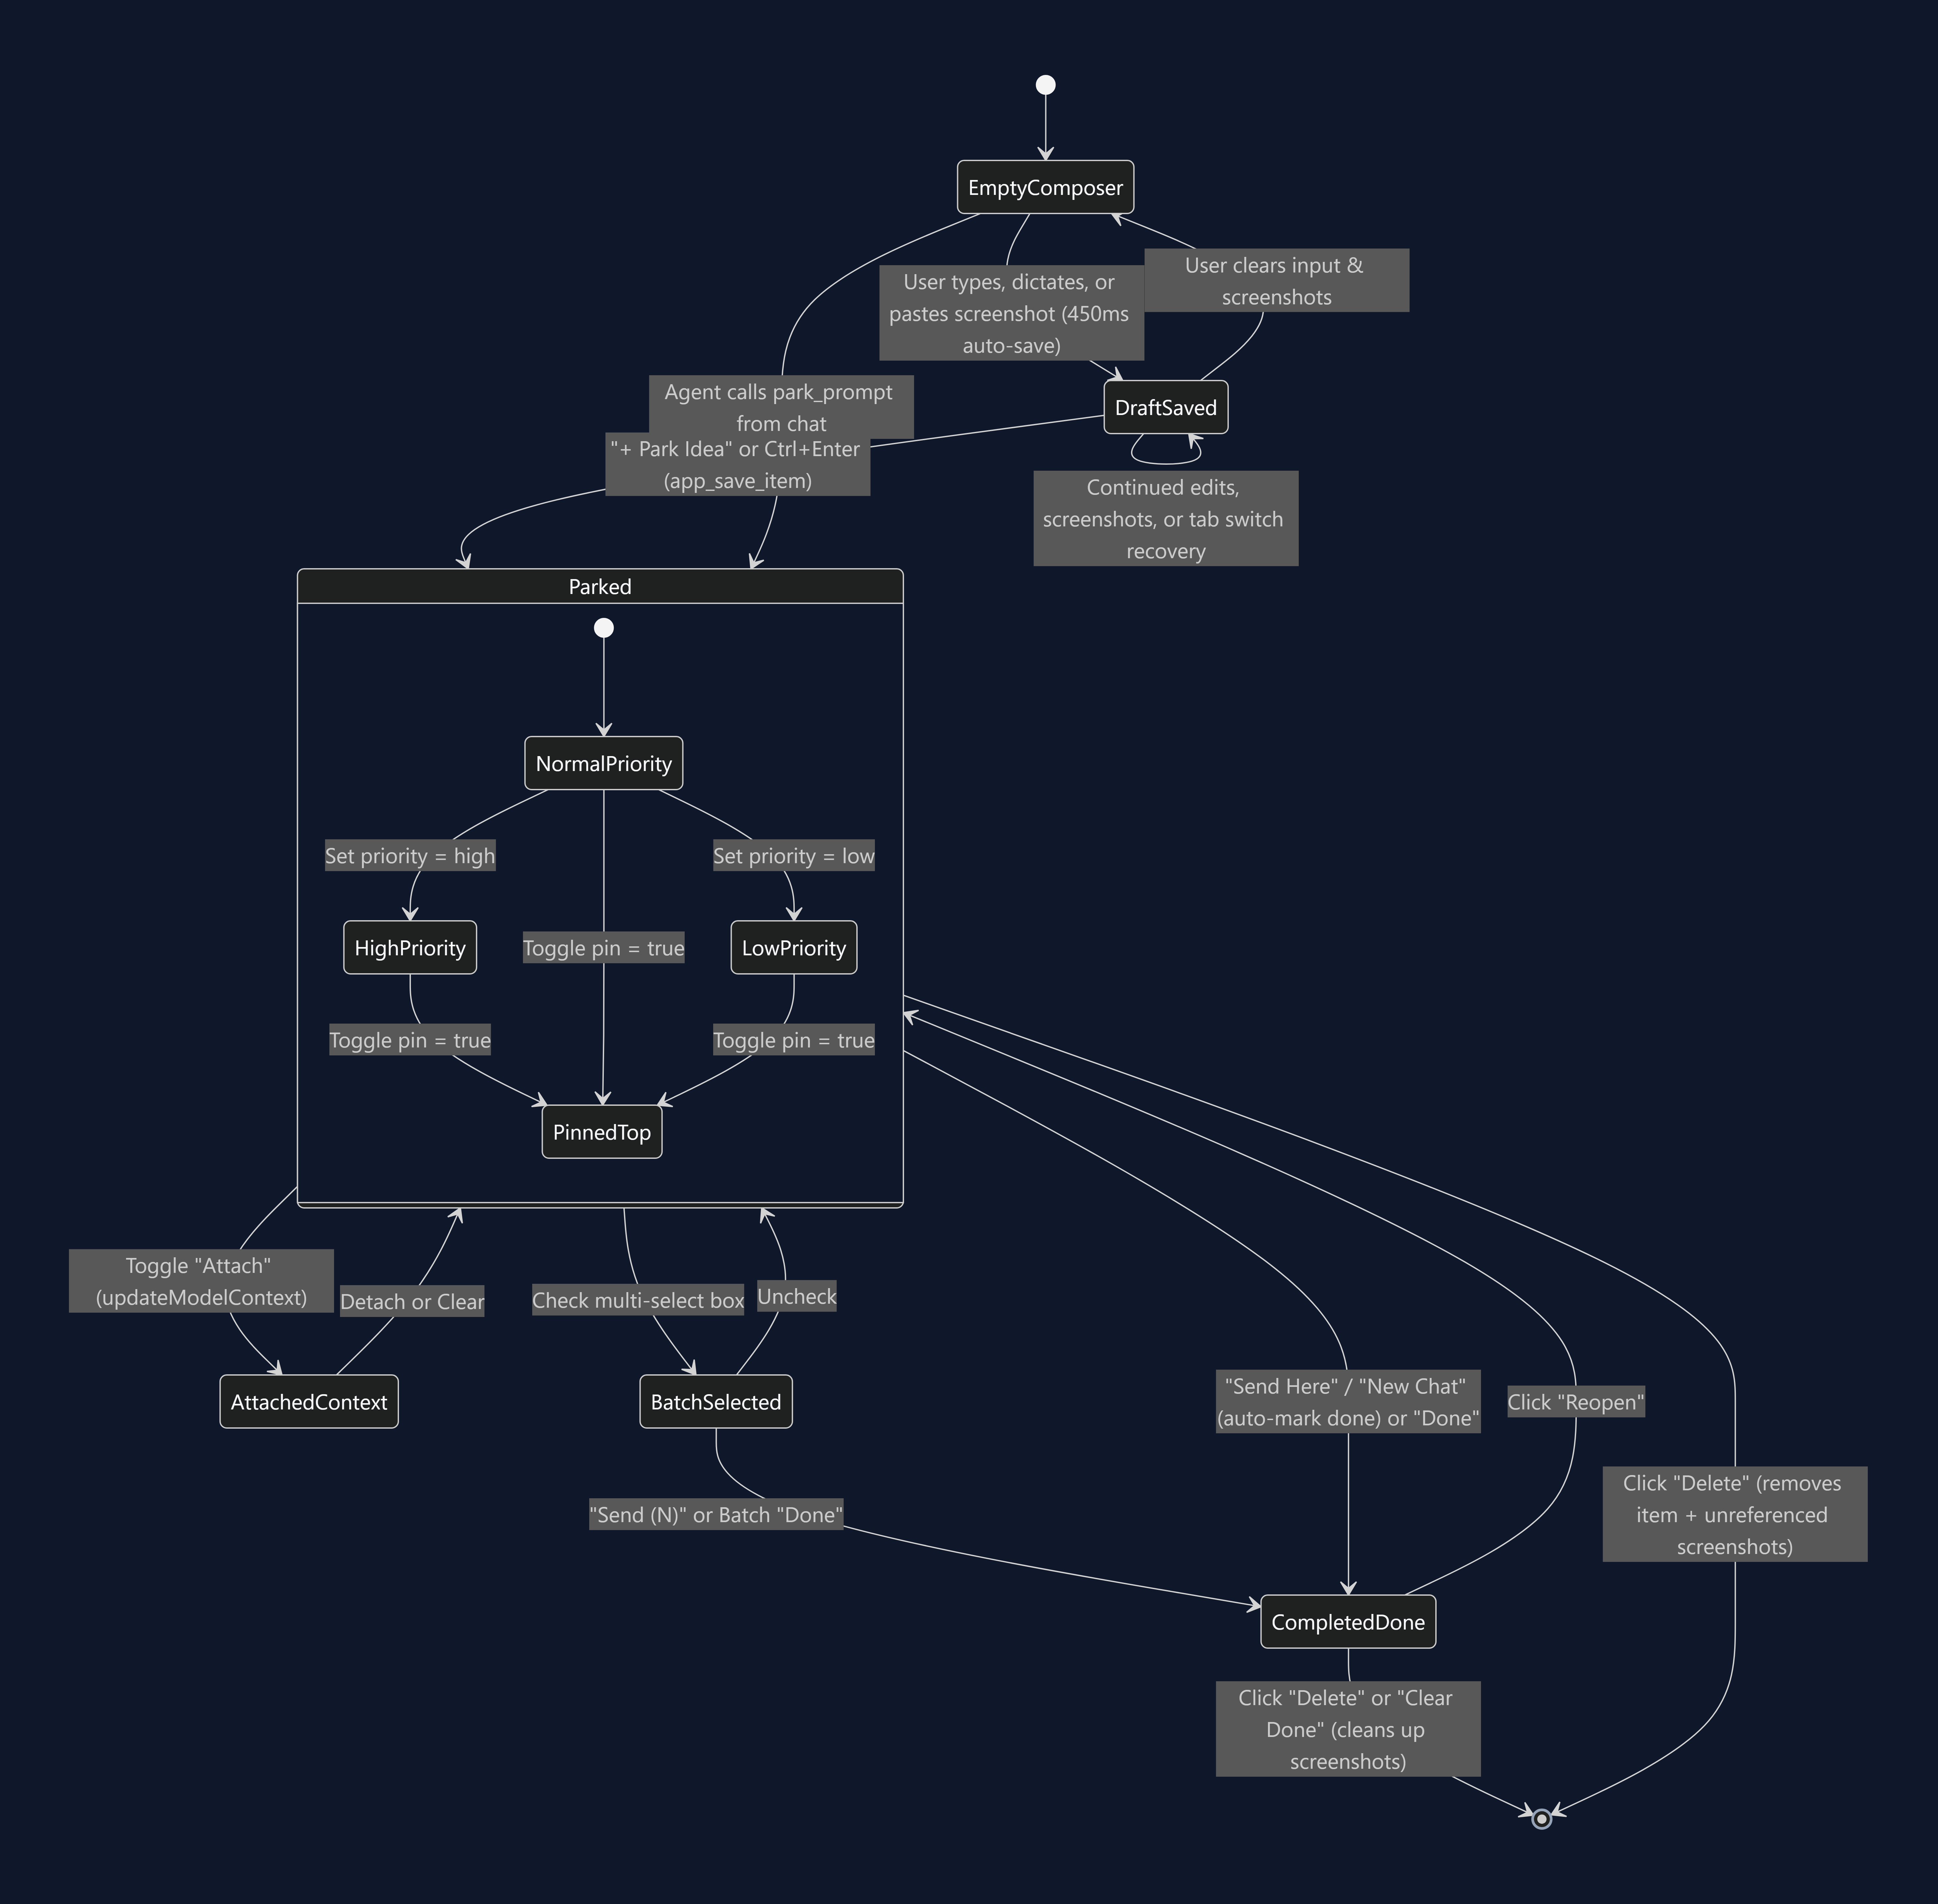 EmptyComposer
User clears input &
screenshots
User types, dictates, or
pastes screenshot (450ms
auto-save)
Agent calls park_prompt
from chat
DraftSaved
"+ Park Idea" or Ctrl+Enter
(app_save_item)
Continued edits,
screenshots, or tab switch
recovery
Parked
NormalPriority
Set priority = high
Set priority = low
HighPriority
Toggle pin = true
LowPriority
Toggle pin = true
Toggle pin = true
PinnedTop
Toggle "Attach"
(updateModelContext)
Detach or Clear
Check multi-select box
Uncheck
AttachedContext
BatchSelected
"Send Here" / "New Chat"
(auto-mark done) or "Done"
Click "Reopen"
"Send (N)" or Batch "Done"
Click "Delete" (removes
item + unreferenced
screenshots)
CompletedDone
Click "Delete" or "Clear
Done" (cleans up
screenshots)